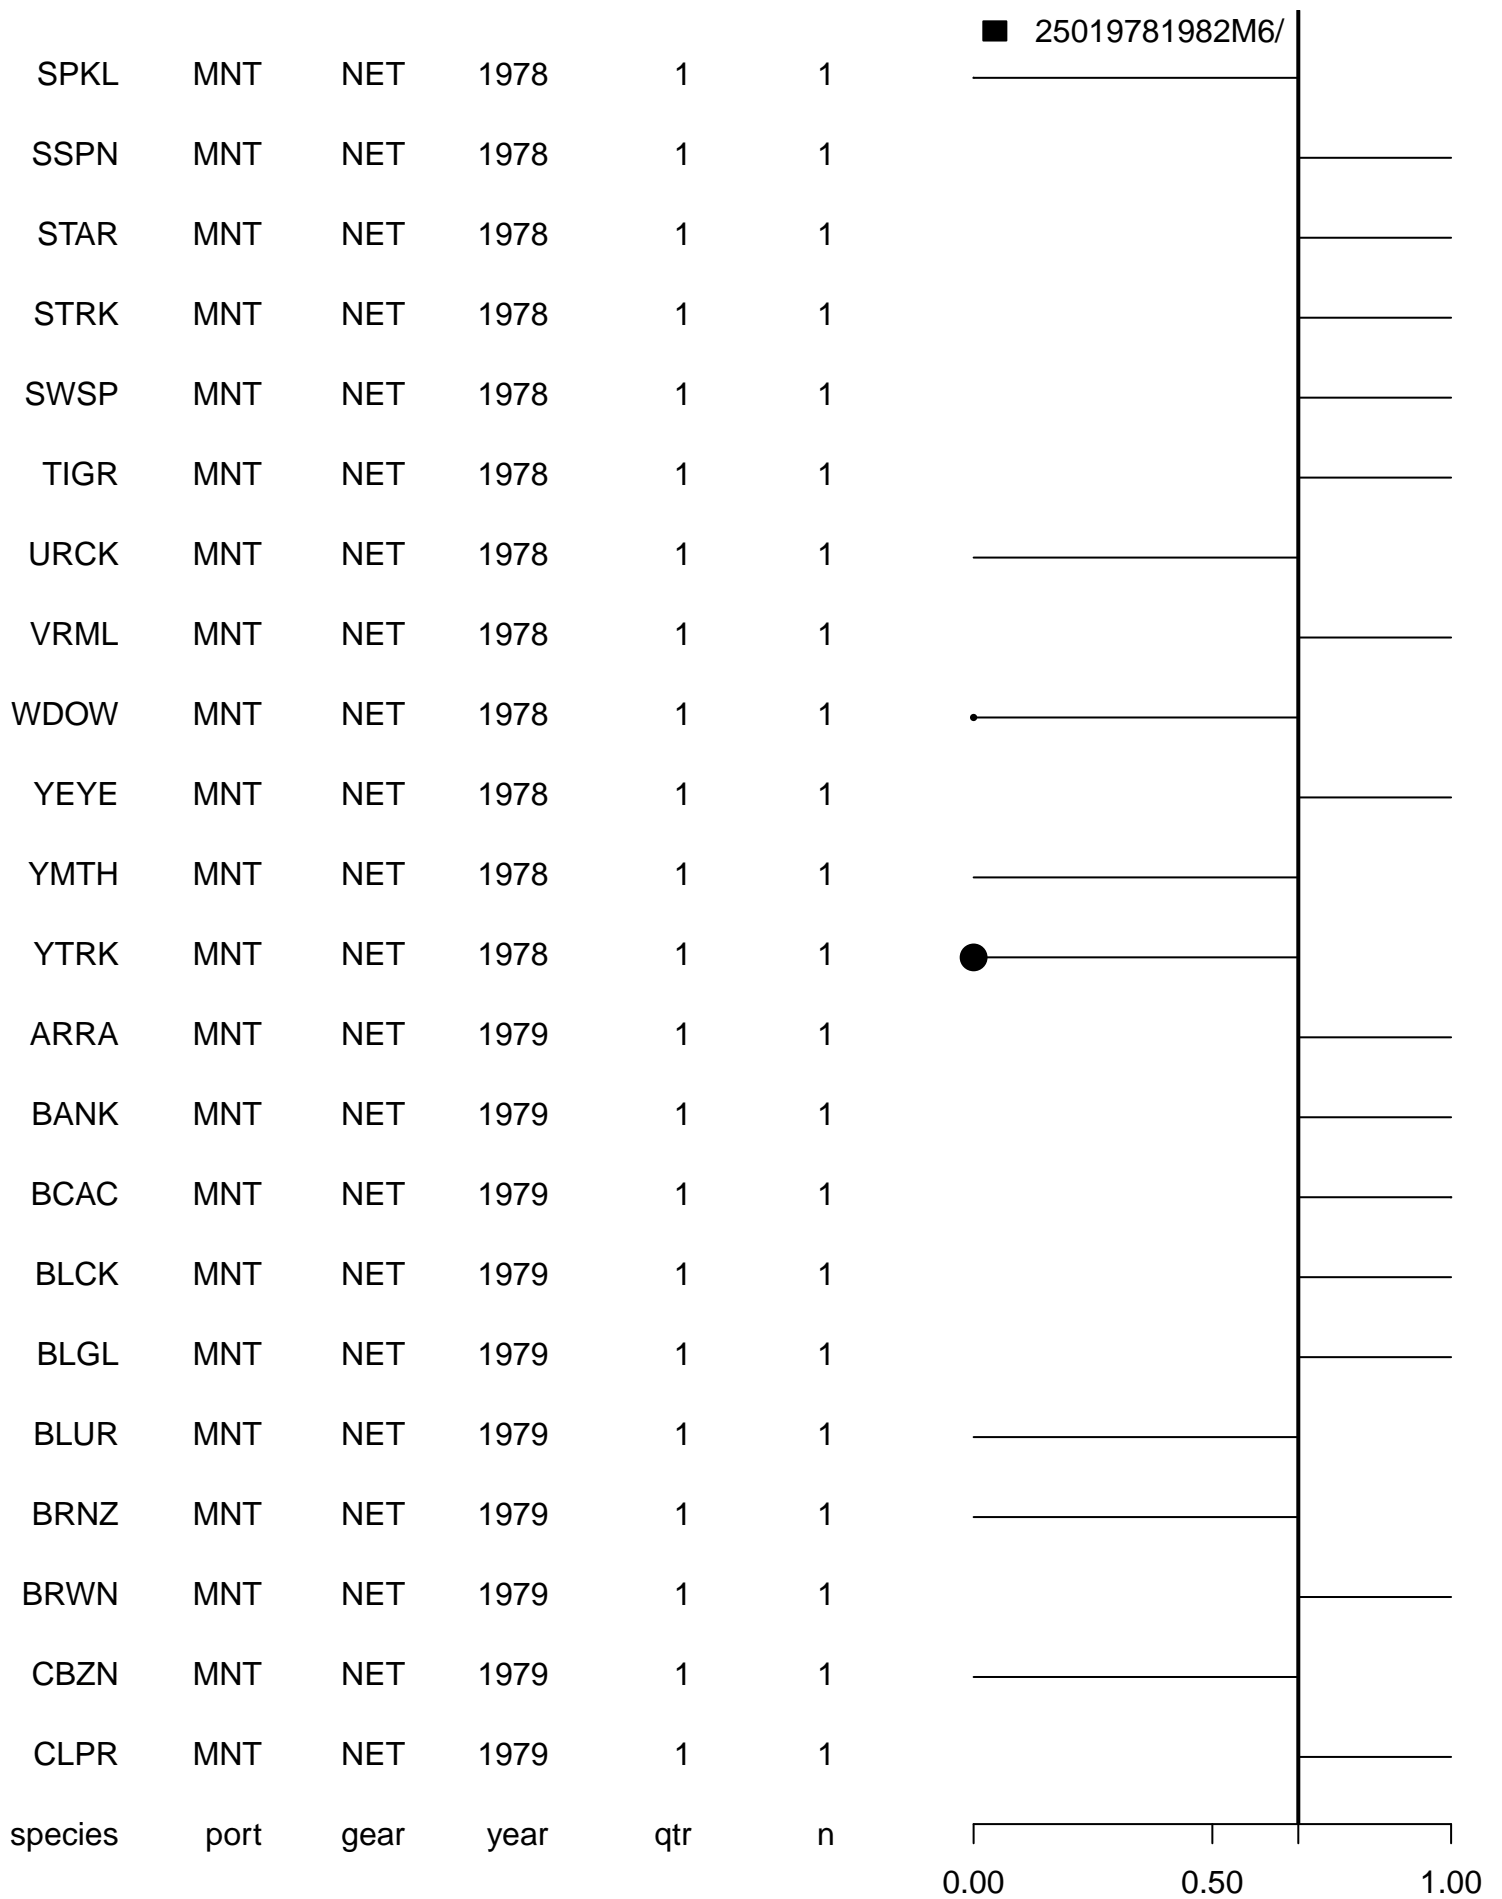 25019781982M6/
SPKL MNT NET 1978 1 1
SSPN MNT NET 1978 1 1
STAR MNT NET 1978 1 1
STRK MNT NET 1978 1 1
SWSP MNT NET 1978 1 1
TIGR MNT NET 1978 1 1
URCK MNT NET 1978 1 1
VRML MNT NET 1978 1 1
WDOW MNT NET 1978 1 1
YEYE MNT NET 1978 1 1
YMTH MNT NET 1978 1 1
YTRK MNT NET 1978 1 1
ARRA MNT NET 1979 1 1
BANK MNT NET 1979 1 1
BCAC MNT NET 1979 1 1
BLCK MNT NET 1979 1 1
BLGL MNT NET 1979 1 1
BLUR MNT NET 1979 1 1
BRNZ MNT NET 1979 1 1
BRWN MNT NET 1979 1 1
CBZN MNT NET 1979 1 1
CLPR MNT NET 1979 1 1
species port gear year qtr n
0.00 0.50 1.00